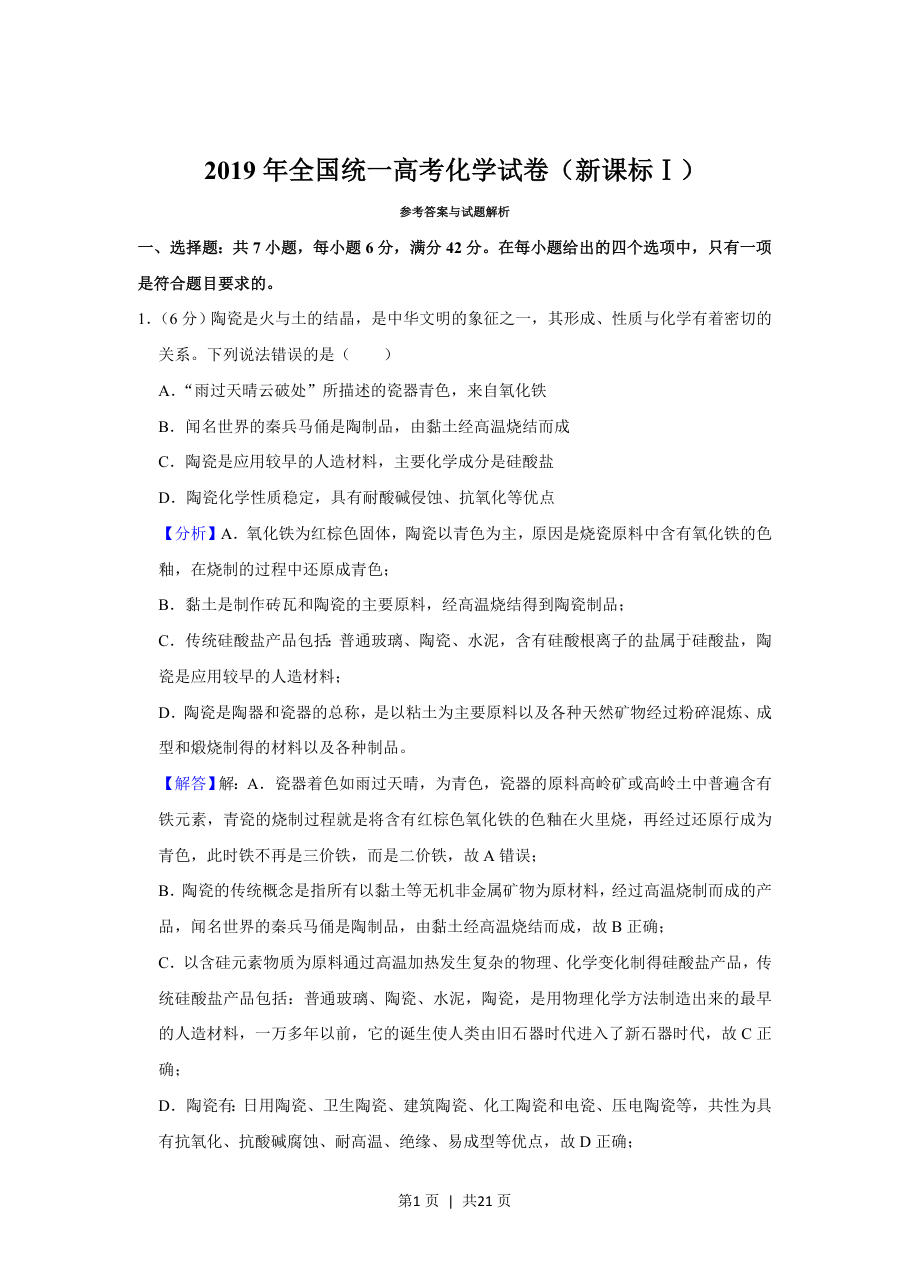 2019 年全国统一高考化学试卷（新课标Ⅰ）
参考答案与试题解析
一、选择题：共 7 小题，每小题 6 分，满分 42 分。在每小题给出的四个选项中，只有一项
是符合题目要求的。
1．（6 分）陶瓷是火与土的结晶，是中华文明的象征之一，其形成、性质与化学有着密切的
关系。下列说法错误的是（　　）
A．“雨过天晴云破处”所描述的瓷器青色，来自氧化铁
B．闻名世界的秦兵马俑是陶制品，由黏土经高温烧结而成
C．陶瓷是应用较早的人造材料，主要化学成分是硅酸盐
D．陶瓷化学性质稳定，具有耐酸碱侵蚀、抗氧化等优点
【分析】A．氧化铁为红棕色固体，陶瓷以青色为主，原因是烧瓷原料中含有氧化铁的色
釉，在烧制的过程中还原成青色；
B．黏土是制作砖瓦和陶瓷的主要原料，经高温烧结得到陶瓷制品；
C．传统硅酸盐产品包括：普通玻璃、陶瓷、水泥，含有硅酸根离子的盐属于硅酸盐，陶
瓷是应用较早的人造材料；
D．陶瓷是陶器和瓷器的总称，是以粘土为主要原料以及各种天然矿物经过粉碎混炼、成
型和煅烧制得的材料以及各种制品。
【解答】解：A．瓷器着色如雨过天晴，为青色，瓷器的原料高岭矿或高岭土中普遍含有
铁元素，青瓷的烧制过程就是将含有红棕色氧化铁的色釉在火里烧，再经过还原行成为
青色，此时铁不再是三价铁，而是二价铁，故 A 错误；
B．陶瓷的传统概念是指所有以黏土等无机非金属矿物为原材料，经过高温烧制而成的产
品，闻名世界的秦兵马俑是陶制品，由黏土经高温烧结而成，故 B 正确；
C．以含硅元素物质为原料通过高温加热发生复杂的物理、化学变化制得硅酸盐产品，传
统硅酸盐产品包括：普通玻璃、陶瓷、水泥，陶瓷，是用物理化学方法制造出来的最早
的人造材料，一万多年以前，它的诞生使人类由旧石器时代进入了新石器时代，故 C 正
确；
D．陶瓷有：日用陶瓷、卫生陶瓷、建筑陶瓷、化工陶瓷和电瓷、压电陶瓷等，共性为具
有抗氧化、抗酸碱腐蚀、耐高温、绝缘、易成型等优点，故 D 正确；
第1页 | 共21页